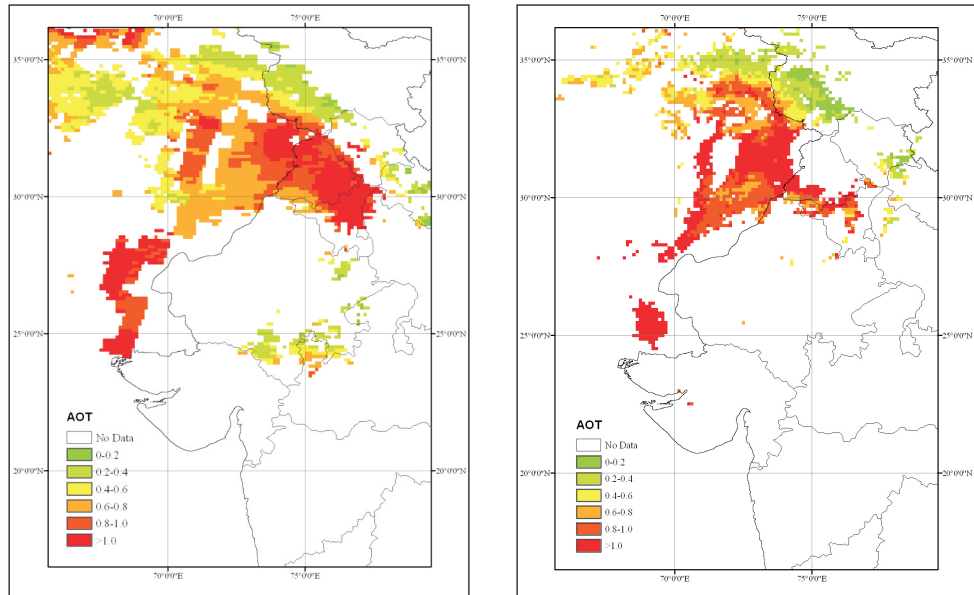 70°0'0"E 75°0'0"E
35°0'0"N 35°0'0"N
30°0'0"N 30°0'0"N
25°0'0"N 25°0'0"N
20°0'0"N 20°0'0"N
AOT
No Data
0-0.2
0.2-0.4
0.4-0.6
0.6-0.8
0.8-1.0
>1.0
70°0'0"E 75°0'0"E
70°0'0"E 75°0'0"E
35°0'0"N 35°0'0"N
30°0'0"N 30°0'0"N
25°0'0"N 25°0'0"N
20°0'0"N 20°0'0"N
AOT
No Data
0-0.2
0.2-0.4
0.4-0.6
0.6-0.8
0.8-1.0
>1.0
70°0'0"E 75°0'0"E